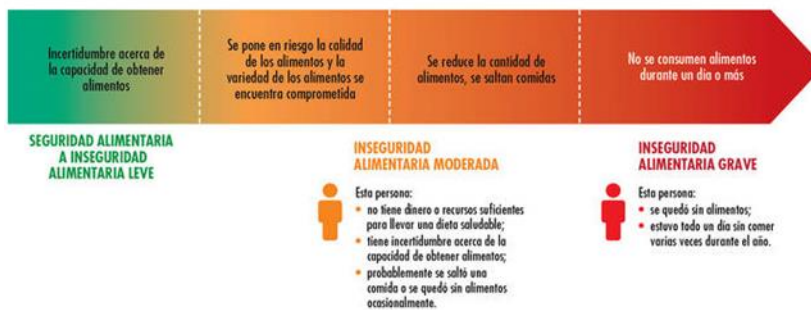 Incertidumbre acerca de
la capacidad de obtener
alimentos
Se pone en riesgo la calidad
de los alimentos y la
variedad de los alimentos se
encuentra comprometida
Se reduce la cantidad de
alimentos, se saltan comidas
No se consumen alimentos
durante un día o más
SEGURIDAD ALIMENTARIA
A INSEGURIDAD
ALIMENTARIA LEVE
INSEGURIDAD
ALIMENTARIA MODERADA
Esta persona:
• no tiene dinero o recursos suficientes
para llevar una dieta saludable;
• tiene incertidumbre acerca de la
capacidad de obtener alimentos;
• probablemente se saltó una
comida o se quedó sin alimentos
ocasionalmente.
INSEGURIDAD
ALIMENTARIA GRAVE
Esta persona:
• se quedó sin alimentos;
• estuvo todo un día sin comer
varias veces durante el año.